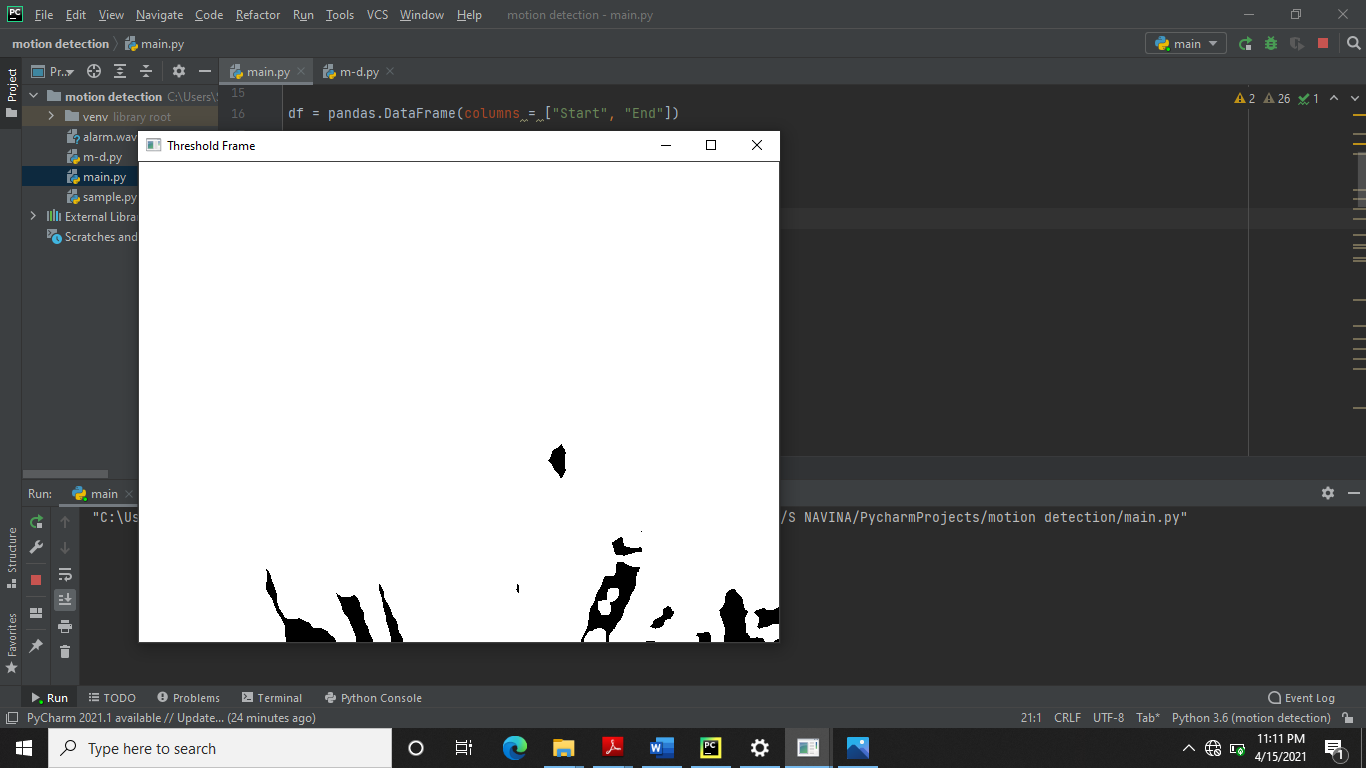 PC File Edit View Navigate Code Refactor Run Tools VCS Window Help motion detection - main.py
motion detection main.py main
Project Pr... main.py m-d.py
motion detection C:\Users\
venv library root
alarm.wav
m-d.py
main.py
sample.py
External Libra
Scratches and
15
16 df = pandas.DataFrame(columns = ["Start", "End"])
2 26 1
Threshold Frame
Run: main
"C:\Us /S NAVINA/PycharmProjects/motion detection/main.py"
Structure
Favorites
Run TODO Problems Terminal Python Console Event Log
PyCharm 2021.1 available // Update... (24 minutes ago) 21:1 CRLF UTF-8 Tab* Python 3.6 (motion detection)
Type here to search W PC 11:11 PM
4/15/2021 1